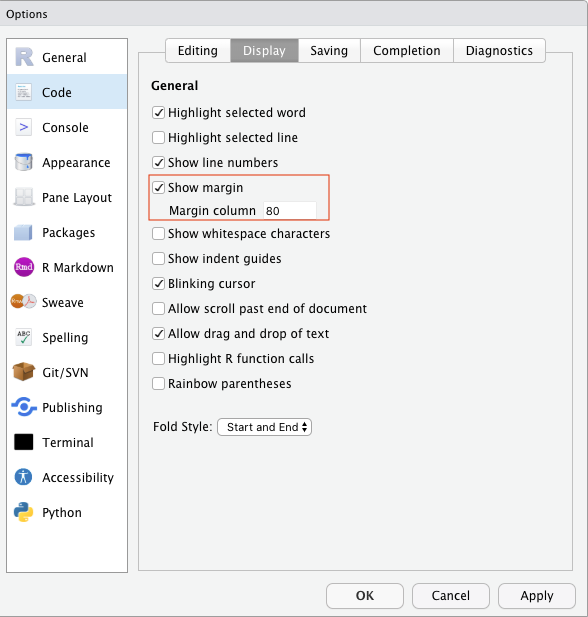 Options
General
Code
Console
Appearance
Pane Layout
Packages
R Markdown
Sweave
Spelling
Git/SVN
Publishing
Terminal
Accessibility
Python
Editing Display Saving Completion Diagnostics
General
Highlight selected word
Highlight selected line
Show line numbers
Show margin
Margin column 80
Show whitespace characters
Show indent guides
Blinking cursor
Allow scroll past end of document
Allow drag and drop of text
Highlight R function calls
Rainbow parentheses
Fold Style: Start and End
OK Cancel Apply
R
Rmd
ABC